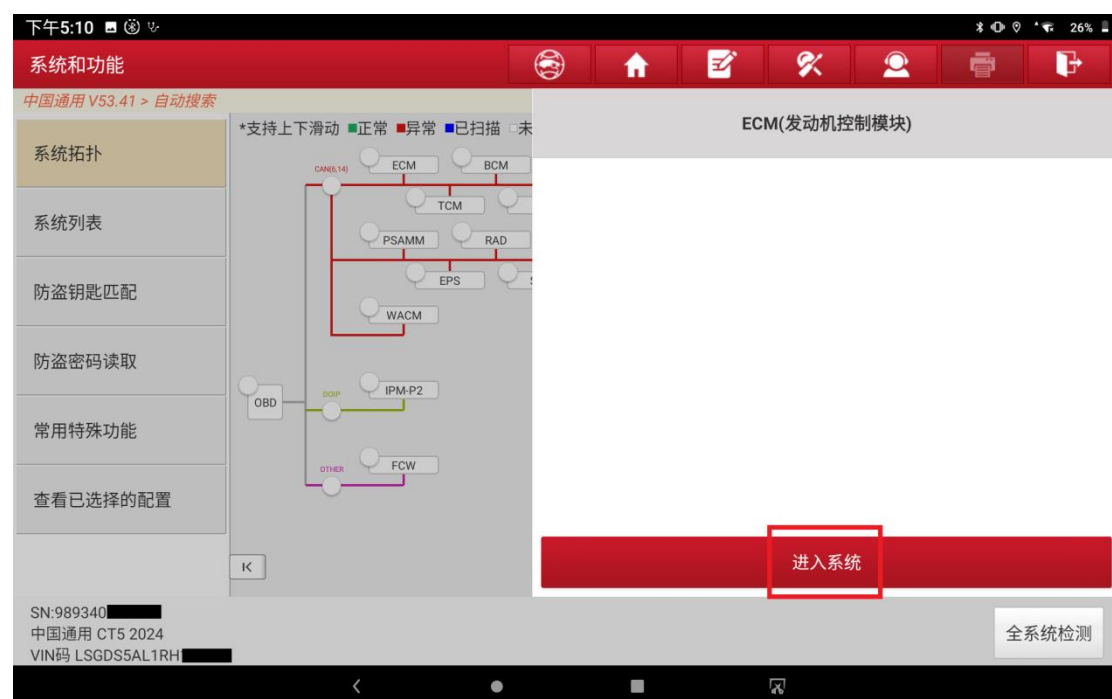 下午5:10
26%
系统和功能
中国通用 V53.41 > 自动搜索
系统拓扑
系统列表
防盗钥匙匹配
防盗密码读取
常用特殊功能
查看已选择的配置
*支持上下滑动 ■正常 ■异常 ■已扫描 □未
CAN(6,14)
ECM
BCM
TCM
PSAMM
RAD
EPS
WACM
OBD
DOIP
IPM-P2
OTHER
FCW
ECM(发动机控制模块)
进入系统
SN:989340
中国通用 CT5 2024
VIN码 LSGDS5AL1RH
全系统检测